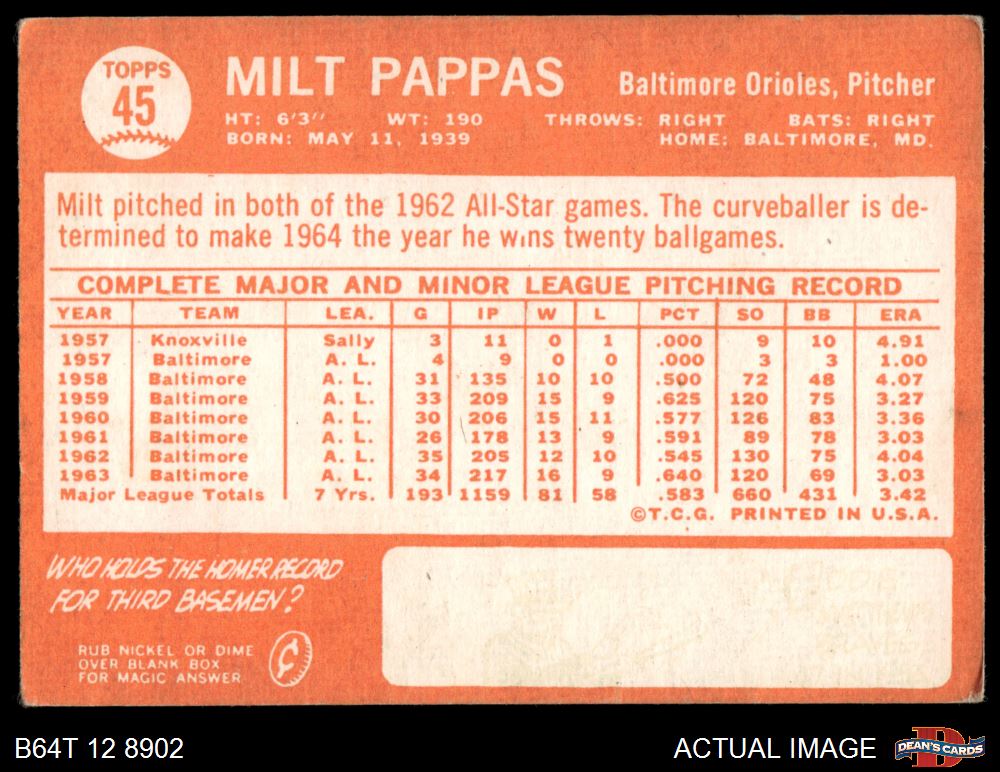 TOPPS
45
MILT PAPPAS Baltimore Orioles, Pitcher
HT: 6'3" WT: 190 THROWS: RIGHT BATS: RIGHT
BORN: MAY 11, 1939 HOME: BALTIMORE, MD.
Milt pitched in both of the 1962 All-Star games. The curveballer is de-
termined to make 1964 the year he wins twenty ballgames.
COMPLETE MAJOR AND MINOR LEAGUE PITCHING RECORD
YEAR TEAM LEA. G IP W L PCT SO BB ERA
1957 Knoxville Sally 3 11 0 1 .000 9 10 4.91
1957 Baltimore A. L. 4 9 0 0 .000 3 3 1.00
1958 Baltimore A. L. 31 135 10 10 .500 72 48 4.07
1959 Baltimore A. L. 33 209 15 9 .625 120 75 3.27
1960 Baltimore A. L. 30 206 15 11 .577 126 83 3.36
1961 Baltimore A. L. 26 178 13 9 .591 89 78 3.03
1962 Baltimore A. L. 35 205 12 10 .545 130 75 4.04
1963 Baltimore A. L. 34 217 16 9 .640 120 69 3.03
Major League Totals 7 Yrs. 193 1159 81 58 .583 660 431 3.42
©T.C.G. PRINTED IN U.S.A.
WHO HOLDS THE HOMER RECORD
FOR THIRD BASEMEN?
RUB NICKEL OR DIME
OVER BLANK BOX
FOR MAGIC ANSWER
¢
B64T 12 8902 ACTUAL IMAGE DEAN'S CARDS